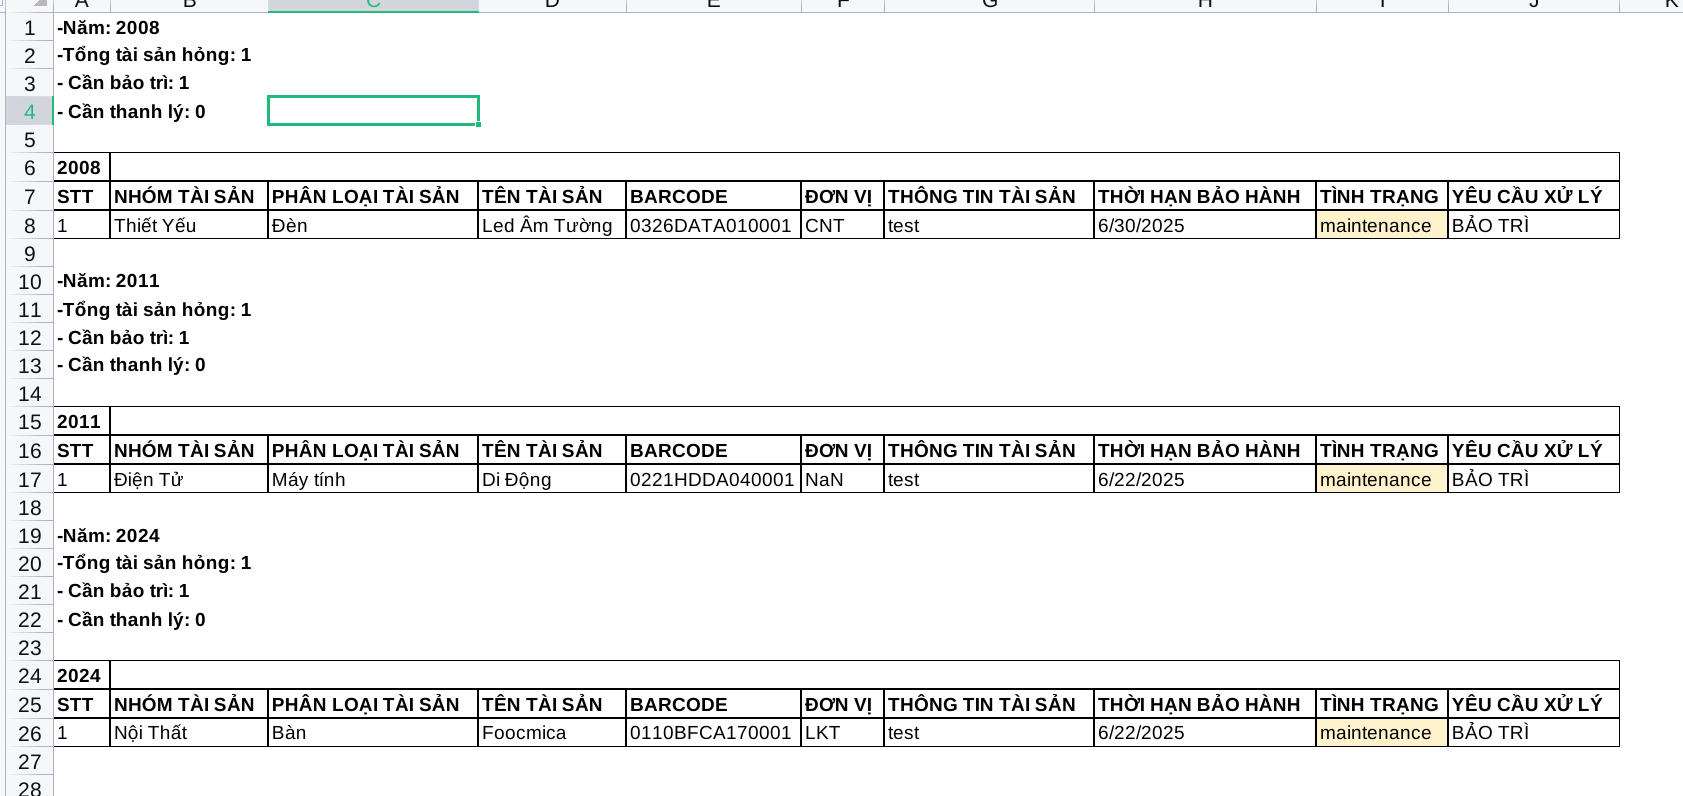 A B C D E F G H I J K
1 -Năm: 2008
2 -Tổng tài sản hỏng: 1
3 - Cần bảo trì: 1
4 - Cần thanh lý: 0
5
6 2008
7 STT NHÓM TÀI SẢN PHÂN LOẠI TÀI SẢN TÊN TÀI SẢN BARCODE ĐƠN VỊ THÔNG TIN TÀI SẢN THỜI HẠN BẢO HÀNH TÌNH TRẠNG YÊU CẦU XỬ LÝ
8 1 Thiết Yếu Đèn Led Âm Tường 0326DATA010001 CNT test 6/30/2025 maintenance BẢO TRÌ
9
10 -Năm: 2011
11 -Tổng tài sản hỏng: 1
12 - Cần bảo trì: 1
13 - Cần thanh lý: 0
14
15 2011
16 STT NHÓM TÀI SẢN PHÂN LOẠI TÀI SẢN TÊN TÀI SẢN BARCODE ĐƠN VỊ THÔNG TIN TÀI SẢN THỜI HẠN BẢO HÀNH TÌNH TRẠNG YÊU CẦU XỬ LÝ
17 1 Điện Tử Máy tính Di Động 0221HDDA040001 NaN test 6/22/2025 maintenance BẢO TRÌ
18
19 -Năm: 2024
20 -Tổng tài sản hỏng: 1
21 - Cần bảo trì: 1
22 - Cần thanh lý: 0
23
24 2024
25 STT NHÓM TÀI SẢN PHÂN LOẠI TÀI SẢN TÊN TÀI SẢN BARCODE ĐƠN VỊ THÔNG TIN TÀI SẢN THỜI HẠN BẢO HÀNH TÌNH TRẠNG YÊU CẦU XỬ LÝ
26 1 Nội Thất Bàn Foocmica 0110BFCA170001 LKT test 6/22/2025 maintenance BẢO TRÌ
27
28